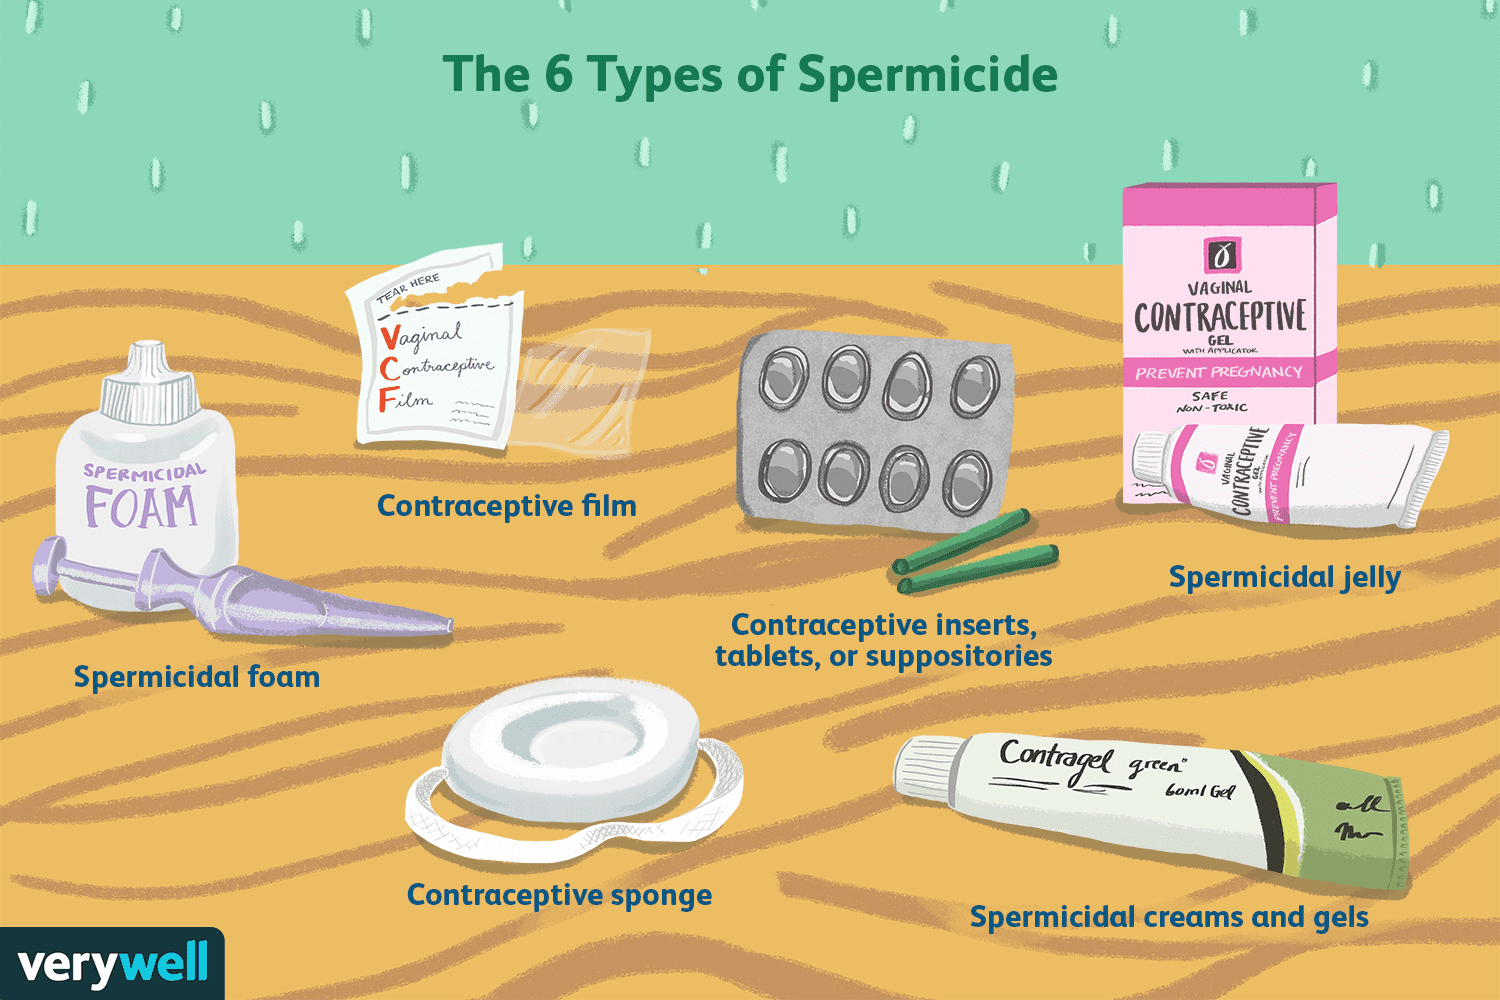 The 6 Types of Spermicide
TEAR HERE
Vaginal
Contraceptive
Film
Contraceptive film
SPERMICIDAL
FOAM
Spermicidal foam
Contraceptive inserts,
tablets, or suppositories
VAGINAL
CONTRACEPTIVE
GEL
WITH APPLICATOR
PREVENT PREGNANCY
SAFE
NON-TOXIC
VAGINAL
CONTRACEPTIVE
GEL
WITH APPLICATOR
PREVENT PREGNANCY
Spermicidal jelly
Contraceptive sponge
Contragel green"
60ml Gel
Spermicidal creams and gels
verywell